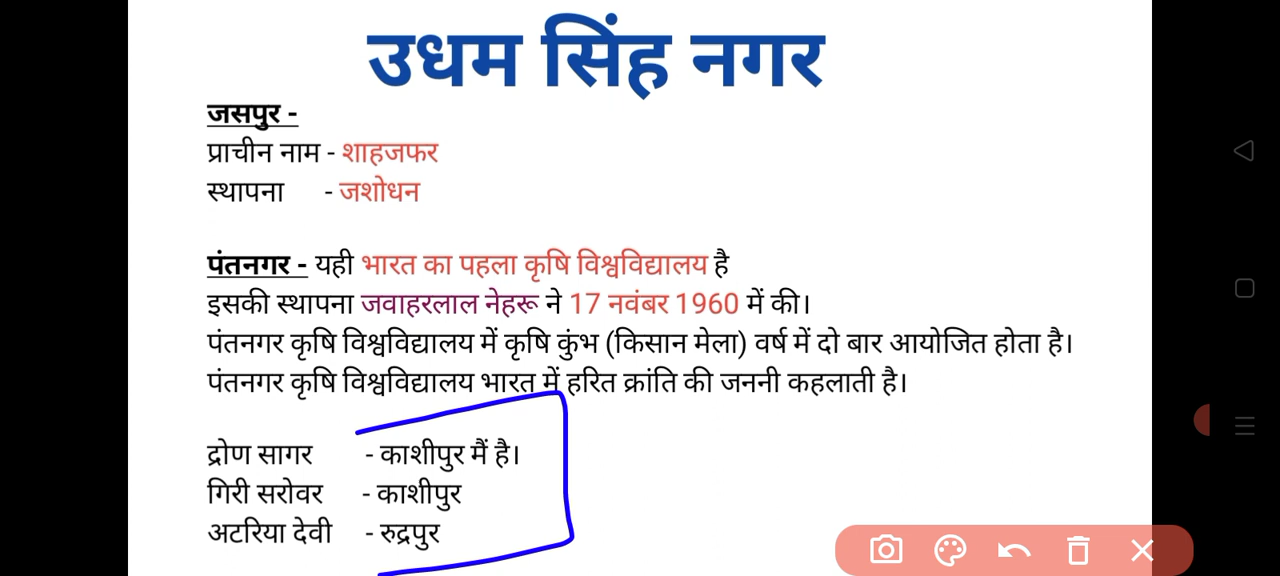 उधम सिंह नगर
जसपुर -
प्राचीन नाम - शाहजफर
स्थापना - जशोधन
पंतनगर - यही भारत का पहला कृषि विश्वविद्यालय है
इसकी स्थापना जवाहरलाल नेहरू ने 17 नवंबर 1960 में की।
पंतनगर कृषि विश्वविद्यालय में कृषि कुंभ (किसान मेला) वर्ष में दो बार आयोजित होता है।
पंतनगर कृषि विश्वविद्यालय भारत में हरित क्रांति की जननी कहलाती है।
द्रोण सागर - काशीपुर मैं है।
गिरी सरोवर - काशीपुर
अटरिया देवी - रुद्रपुर